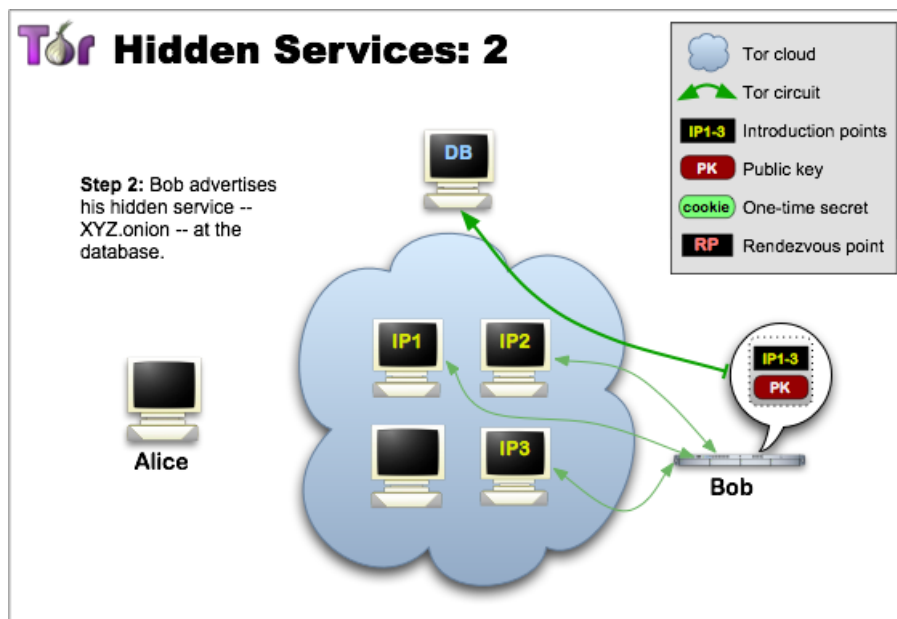 Tor Hidden Services: 2
Tor cloud
Tor circuit
IP1-3 Introduction points
PK Public key
cookie One-time secret
RP Rendezvous point
DB
Step 2: Bob advertises
his hidden service --
XYZ.onion -- at the
database.
IP1
IP2
IP1-3
PK
IP3
Alice
Bob